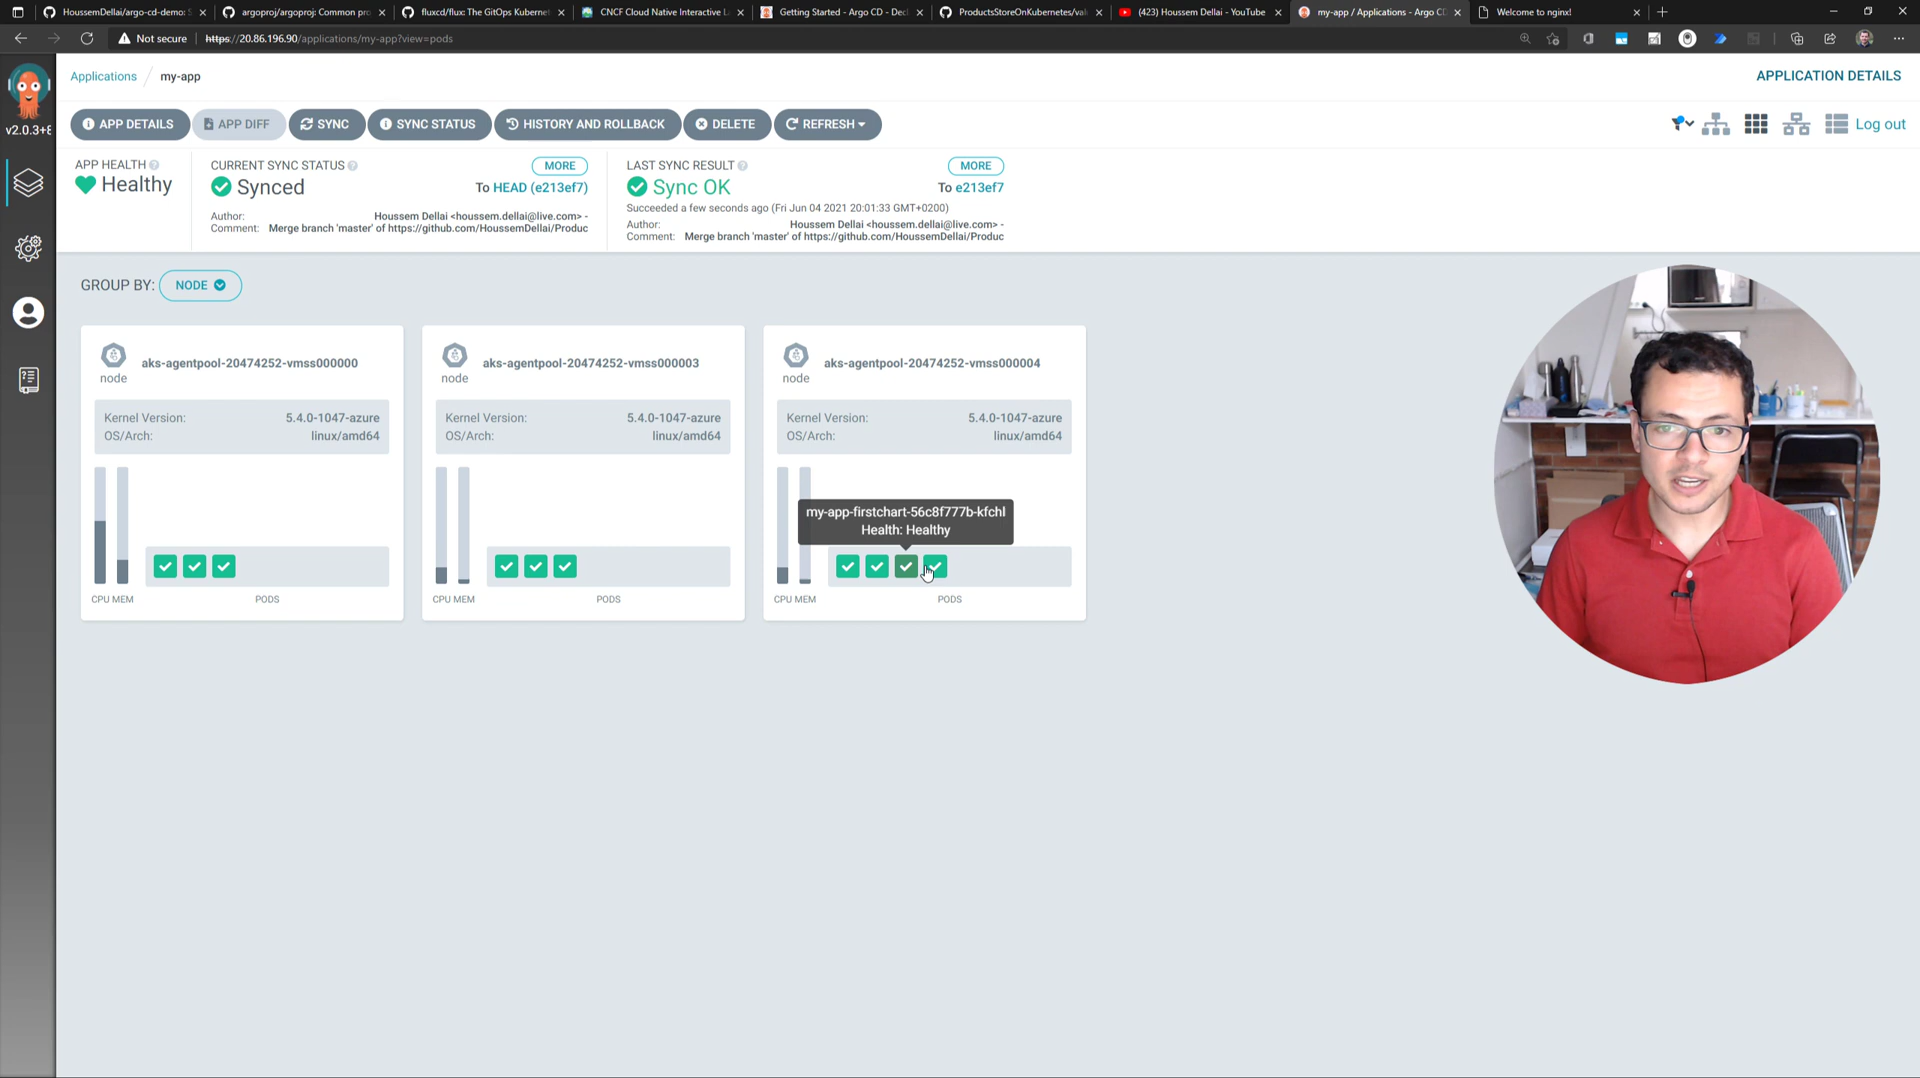 HoussemDellai/argo-cd-demo:
argoproj/argoproj: Common pro
fluxcd/flux: The GitOps Kuberne
CNCF Cloud Native Interactive L
Getting Started - Argo CD - Decl
ProductsStoreOnKubernetes/val
(423) Houssem Dellai - YouTube
my-app / Applications - Argo CD
Welcome to nginx!
Not secure
https://20.86.196.90/applications/my-app?view=pods
v2.0.3+8
Applications / my-app
APPLICATION DETAILS
APP DETAILS
APP DIFF
SYNC
SYNC STATUS
HISTORY AND ROLLBACK
DELETE
REFRESH
Log out
APP HEALTH
Healthy
CURRENT SYNC STATUS
MORE
Synced
To HEAD (e213ef7)
Author: Houssem Dellai <houssem.dellai@live.com> -
Comment: Merge branch 'master' of https://github.com/HoussemDellai/Produc
LAST SYNC RESULT
MORE
Sync OK
To e213ef7
Succeeded a few seconds ago (Fri Jun 04 2021 20:01:33 GMT+0200)
Author: Houssem Dellai <houssem.dellai@live.com> -
Comment: Merge branch 'master' of https://github.com/HoussemDellai/Produc
GROUP BY: NODE
node
aks-agentpool-20474252-vmss000000
Kernel Version: 5.4.0-1047-azure
OS/Arch: linux/amd64
CPU MEM
PODS
node
aks-agentpool-20474252-vmss000003
Kernel Version: 5.4.0-1047-azure
OS/Arch: linux/amd64
CPU MEM
PODS
node
aks-agentpool-20474252-vmss000004
Kernel Version: 5.4.0-1047-azure
OS/Arch: linux/amd64
my-app-firstchart-56c8f777b-kfchl
Health: Healthy
CPU MEM
PODS